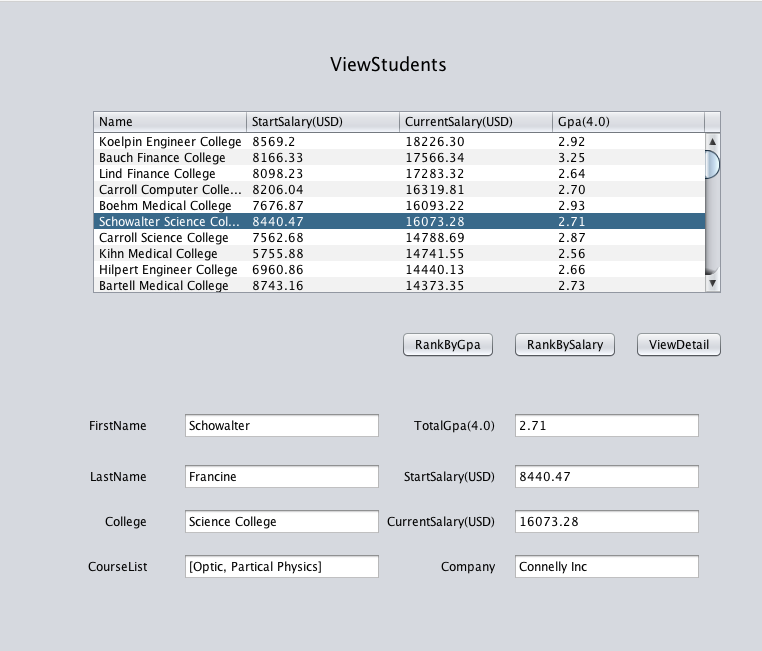 ViewStudents
Name StartSalary(USD) CurrentSalary(USD) Gpa(4.0)
Koelpin Engineer College 8569.2 18226.30 2.92
Bauch Finance College 8166.33 17566.34 3.25
Lind Finance College 8098.23 17283.32 2.64
Carroll Computer Colle... 8206.04 16319.81 2.70
Boehm Medical College 7676.87 16093.22 2.93
Schowalter Science Col... 8440.47 16073.28 2.71
Carroll Science College 7562.68 14788.69 2.87
Kihn Medical College 5755.88 14741.55 2.56
Hilpert Engineer College 6960.86 14440.13 2.66
Bartell Medical College 8743.16 14373.35 2.73
RankByGpa RankBySalary ViewDetail
FirstName Schowalter TotalGpa(4.0) 2.71
LastName Francine StartSalary(USD) 8440.47
College Science College CurrentSalary(USD) 16073.28
CourseList [Optic, Partical Physics] Company Connelly Inc